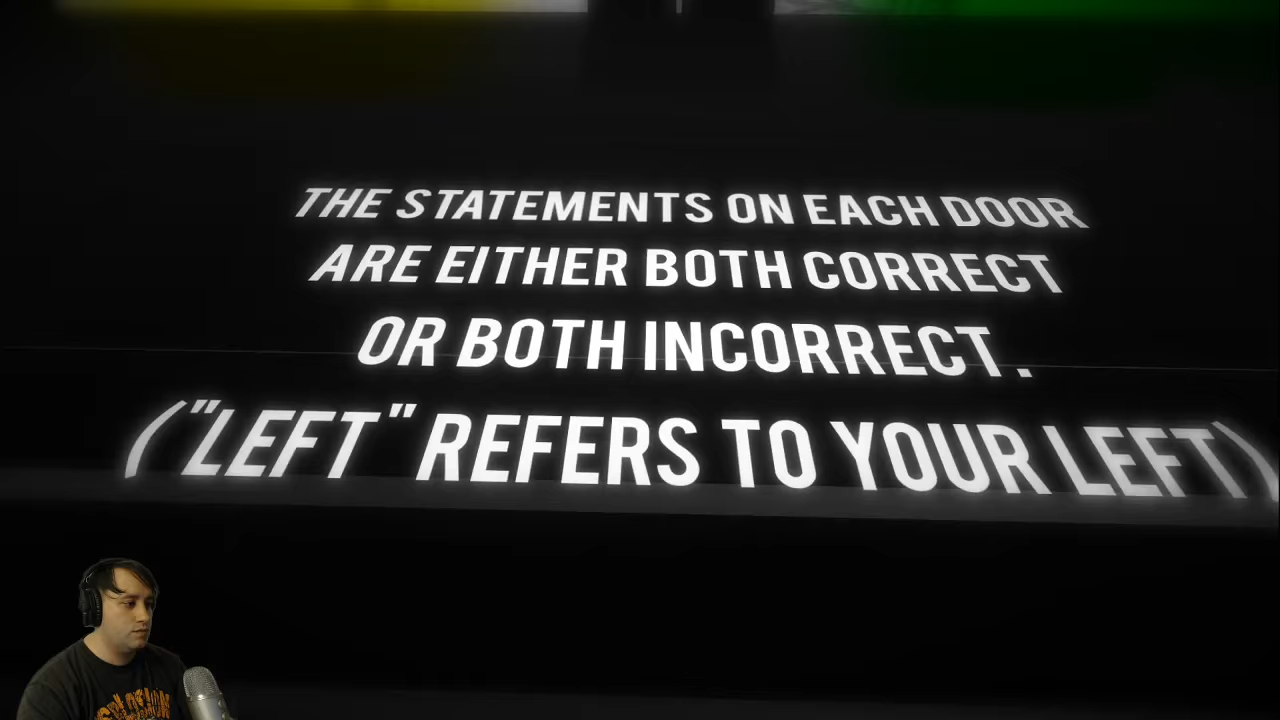 THE STATEMENTS ON EACH DOOR
ARE EITHER BOTH CORRECT
OR BOTH INCORRECT.
("LEFT" REFERS TO YOUR LEFT)